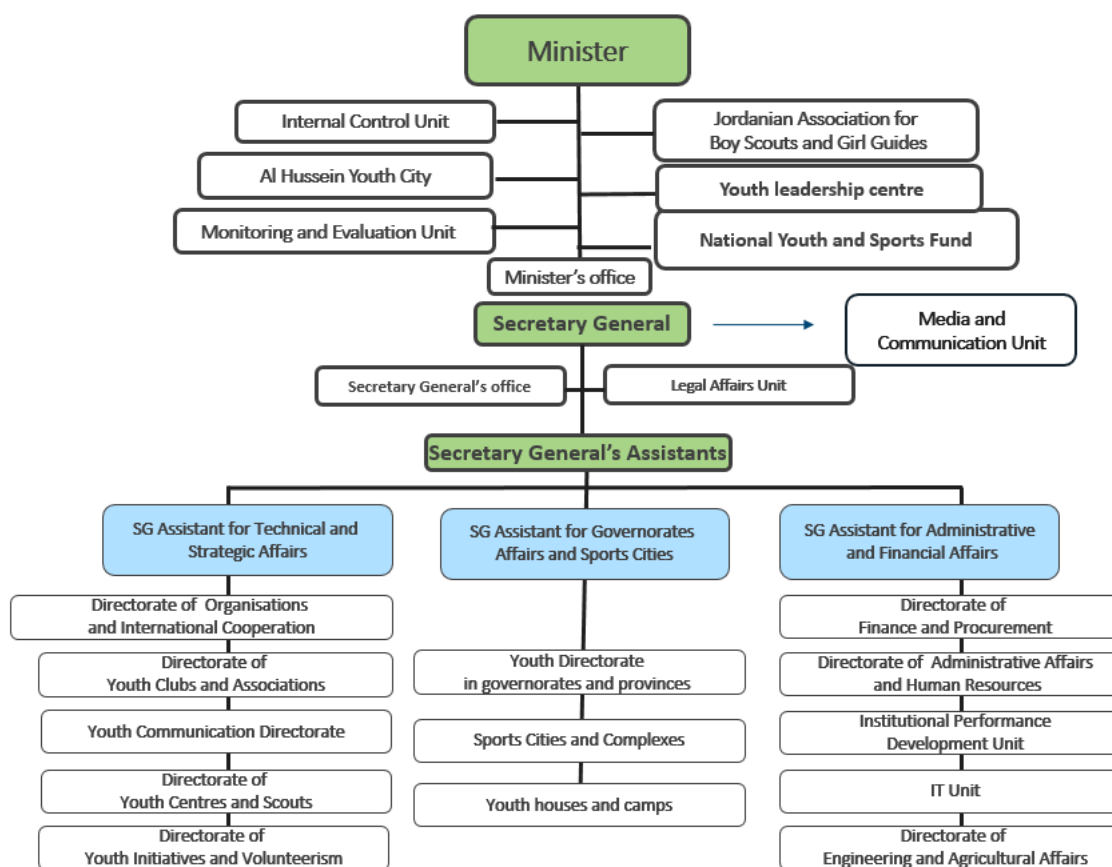 Minister
Internal Control Unit
Jordanian Association for
Boy Scouts and Girl Guides
Al Hussein Youth City
Youth leadership centre
Monitoring and Evaluation Unit
National Youth and Sports Fund
Minister's office
Secretary General
Media and
Communication Unit
Secretary General's office
Legal Affairs Unit
Secretary General's Assistants
SG Assistant for Technical and
Strategic Affairs
SG Assistant for Governorates
Affairs and Sports Cities
SG Assistant for Administrative
and Financial Affairs
Directorate of Organisations
and International Cooperation
Directorate of
Youth Clubs and Associations
Youth Communication Directorate
Directorate of
Youth Centres and Scouts
Directorate of
Youth Initiatives and Volunteerism
Youth Directorate
in governorates and provinces
Sports Cities and Complexes
Youth houses and camps
Directorate of
Finance and Procurement
Directorate of Administrative Affairs
and Human Resources
Institutional Performance
Development Unit
IT Unit
Directorate of
Engineering and Agricultural Affairs